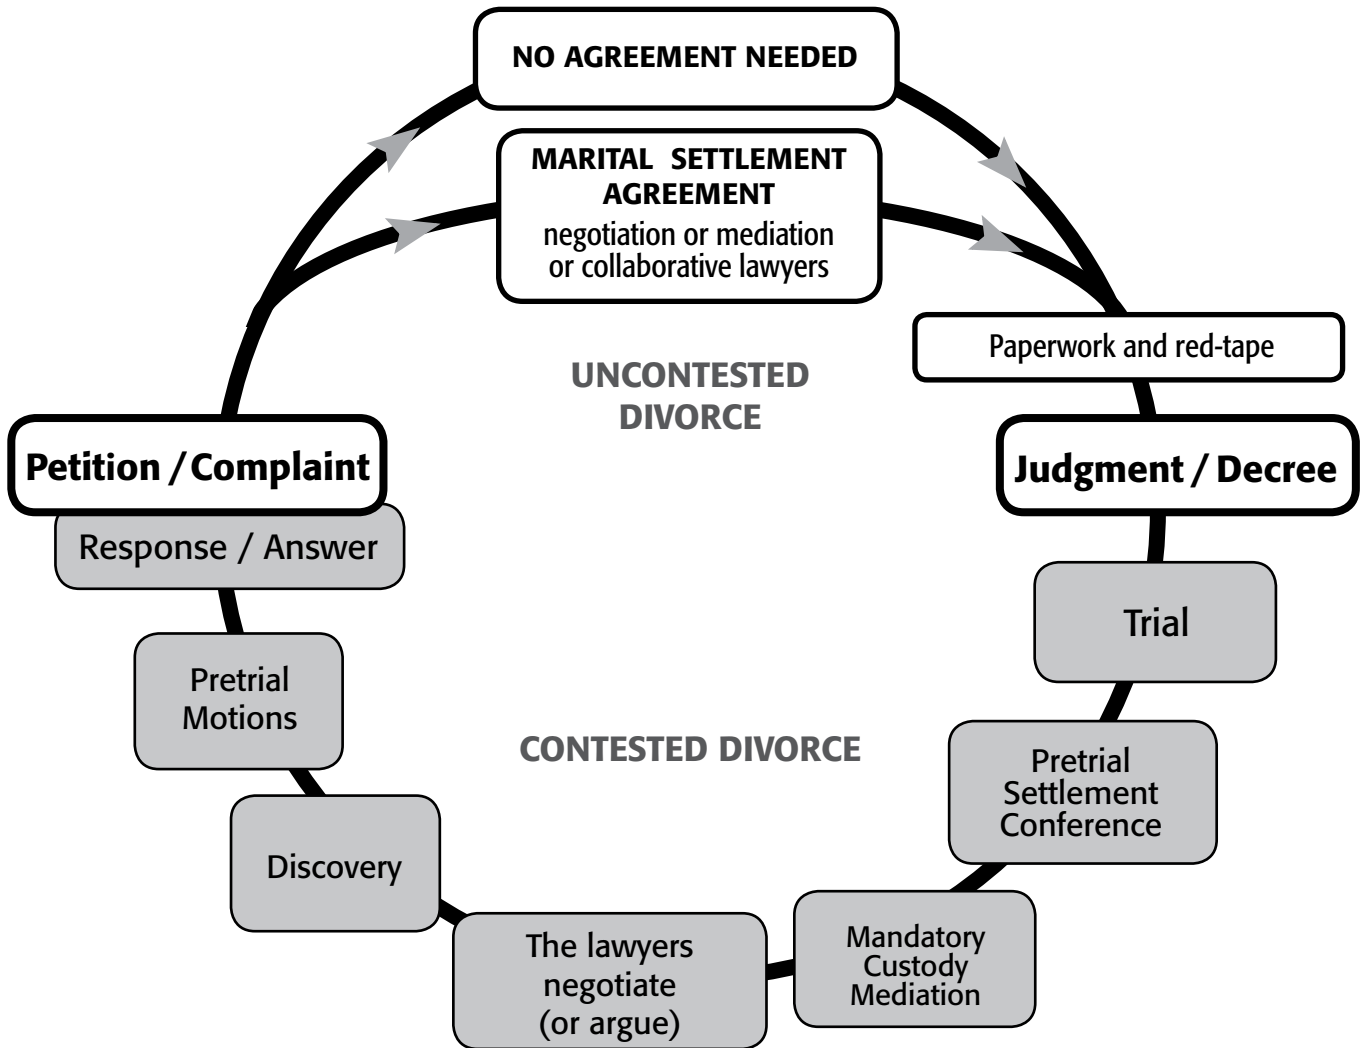 NO AGREEMENT NEEDED
MARITAL SETTLEMENT
AGREEMENT
negotiation or mediation
or collaborative lawyers
Paperwork and red-tape
UNCONTESTED
DIVORCE
Petition / Complaint
Judgment / Decree
Response / Answer
Trial
Pretrial
Motions
CONTESTED DIVORCE
Pretrial
Settlement
Conference
Discovery
The lawyers
negotiate
(or argue)
Mandatory
Custody
Mediation